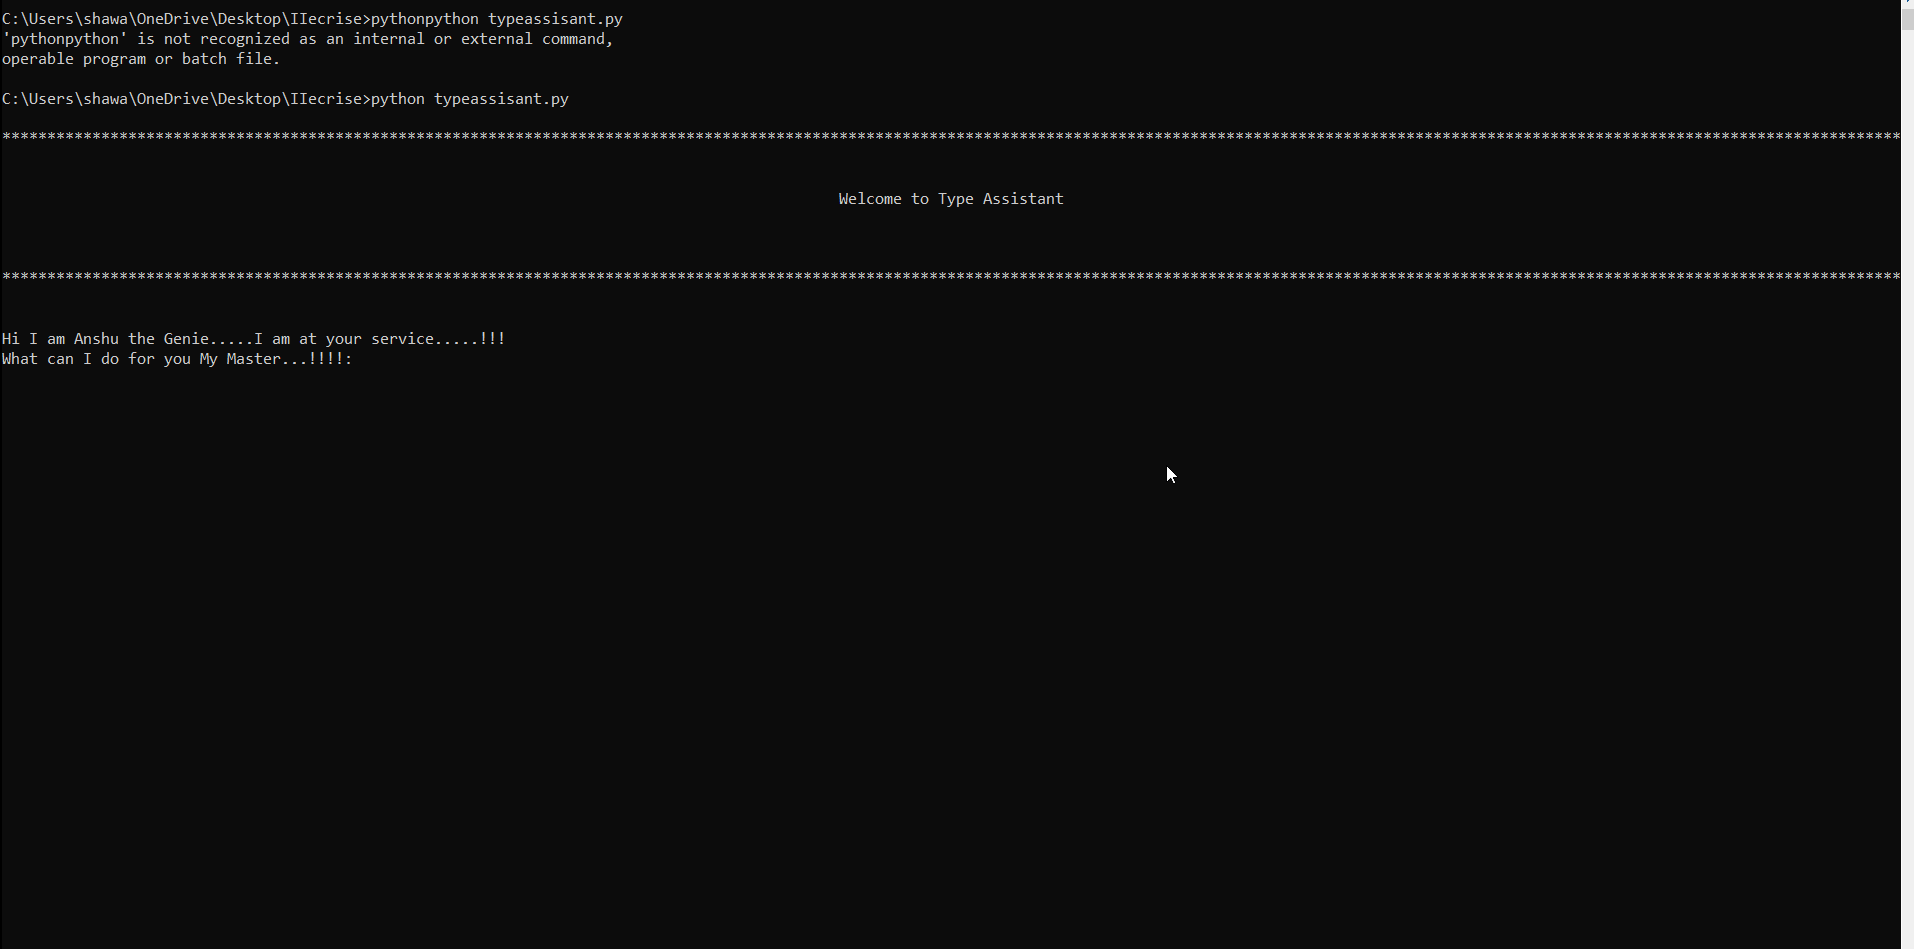 C:\Users\shawa\OneDrive\Desktop\IIecrise>pythonpython typeassisant.py
'pythonpython' is not recognized as an internal or external command,
operable program or batch file.
C:\Users\shawa\OneDrive\Desktop\IIecrise>python typeassisant.py
*******************************************************************************************************************************************************************************************************************
Welcome to Type Assistant
*******************************************************************************************************************************************************************************************************************
Hi I am Anshu the Genie.....I am at your service.....!!!
What can I do for you My Master...!!!!: